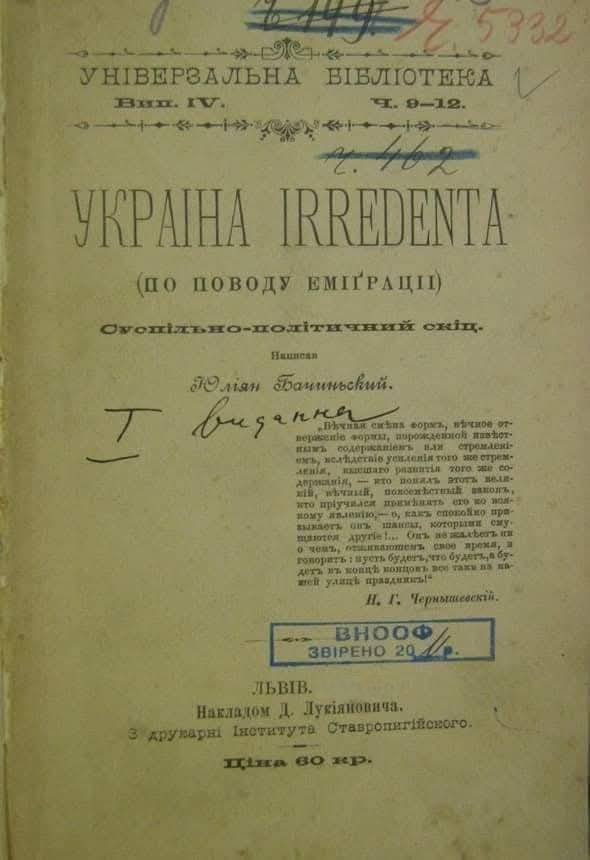 ч 149.
Я 5332
УНІВЕРЗАЛЬНА БІБЛІОТЕКА
Вип. IV. Ч. 9–12.
ч. 462
УКРАІНА IRREDENTA
(ПО ПОВОДУ ЕМІҐРАЦІІ)
Суспільно-політичний скіц.
Написав
Юліян Бачиньский.
I видання
„Вѣчная смѣна формъ, вѣчное от-
верженіе формы, порожденной извѣст-
нымъ содержаніемъ или стремлені-
емъ, вслѣдствіе усиленія того же стрем-
ленія, высшаго развитія того же со-
держанія, — кто понялъ этотъ вели-
кій, вѣчный, повсемѣстный законъ,
кто пріучился примѣнять его ко вся-
кому явленію,— о, какъ спокойно при-
зываетъ онъ шансы, которыми сму-
щаются другіе!... Онъ не жалѣетъ ни
о чемъ, отживающемъ свое время, и
говоритъ: пусть будетъ, что будетъ, а бу-
детъ въ концѣ концовъ все таки на на-
шей улицѣ праздникъ!“
Н. Г. Чернышевскій.
ВНООФ
ЗВІРЕНО 20 11 р.
ЛЬВІВ.
Накладом Д. Лукіяновича.
З друкарні Інститута Ставропигійского.
Ціна 60 кр.